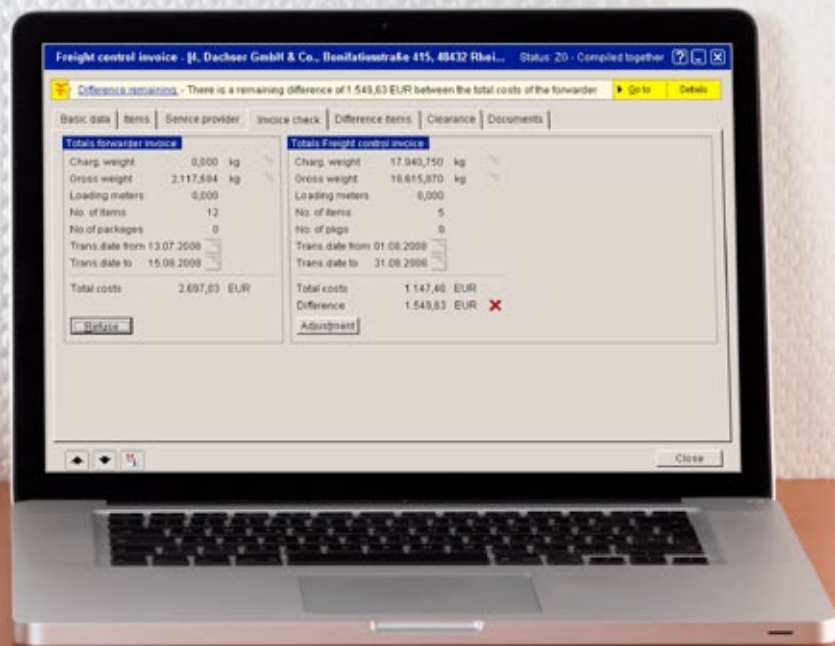 Freight control invoice - |4, Dachser GmbH & Co., Bonifatiusstraße 415, 48432 Rhei... Status: Z0 - Compiled together
Difference remaining - There is a remaining difference of 1.549,63 EUR between the total costs of the forwarder Go to Details
Basic data Items Service provider Invoice check Difference items Clearance Documents
Totals forwarder invoice
Charg. weight 0,000 kg
Gross weight 2.117,684 kg
Loading meters 0,000
No. of items 12
No. of packages 0
Trans. date from 13.07.2008
Trans. date to 15.08.2008
Total costs 2.697,03 EUR
Refuse
Totals Freight control invoice
Charg. weight 17.940,750 kg
Gross weight 16.615,870 kg
Loading meters 0,000
No. of items 5
No. of pkgs 9
Trans. date from 01.08.2008
Trans. date to 31.08.2008
Total costs 1.147,40 EUR
Difference 1.549,63 EUR
Adjustment
Close